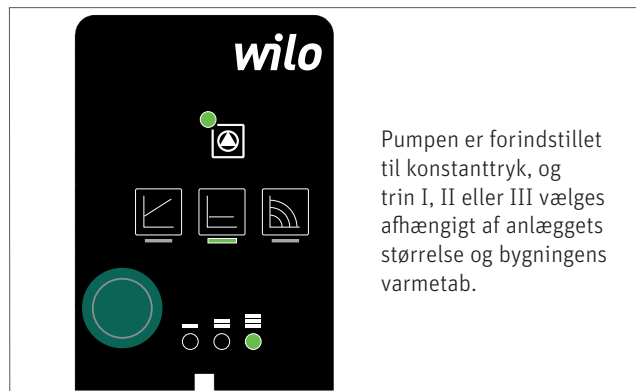 wilo
Pumpen er forindstillet
til konstanttryk, og
trin I, II eller III vælges
afhængigt af anlæggets
størrelse og bygningens
varmetab.